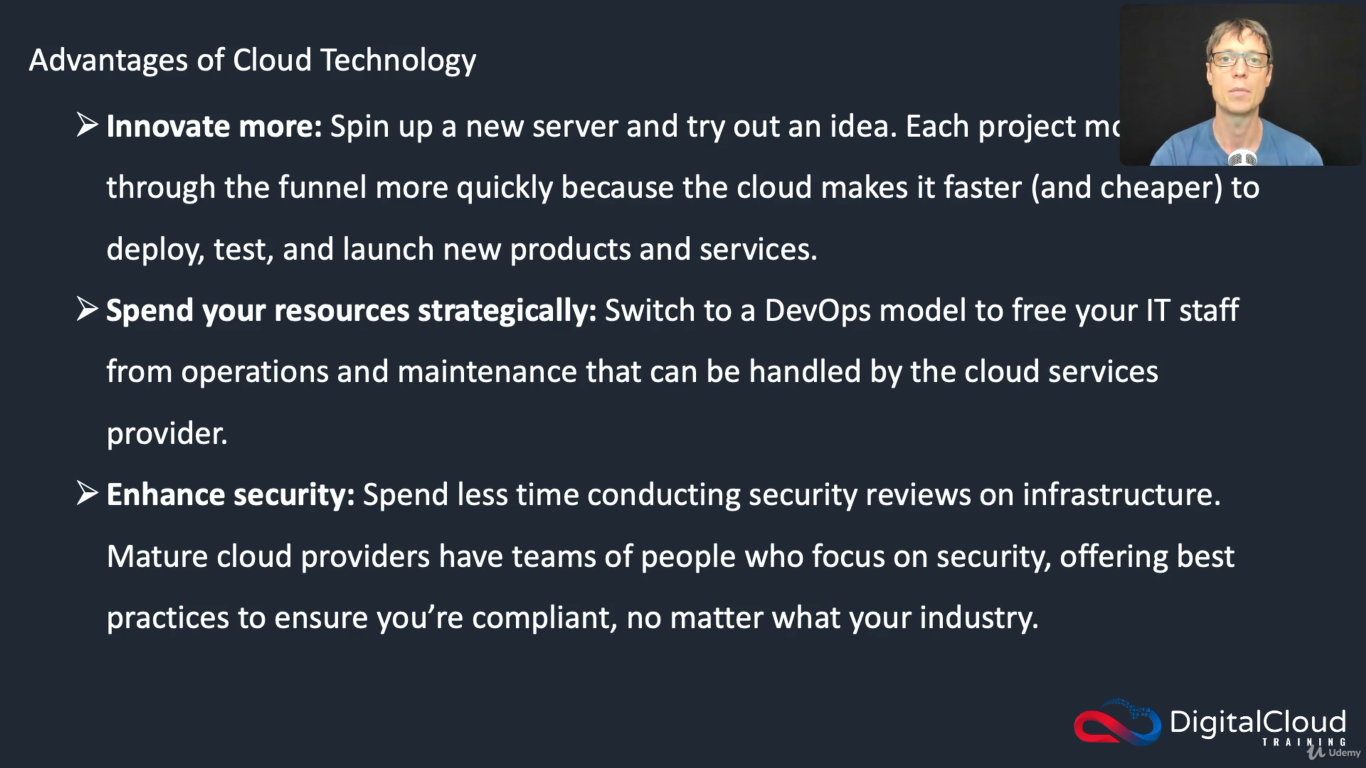 Advantages of Cloud Technology
➢ Innovate more: Spin up a new server and try out an idea. Each project
through the funnel more quickly because the cloud makes it faster (and cheaper) to
deploy, test, and launch new products and services.
➢ Spend your resources strategically: Switch to a DevOps model to free your IT staff
from operations and maintenance that can be handled by the cloud services
provider.
➢ Enhance security: Spend less time conducting security reviews on infrastructure.
Mature cloud providers have teams of people who focus on security, offering best
practices to ensure you’re compliant, no matter what your industry.
DigitalCloud
TRAINING
Udemy